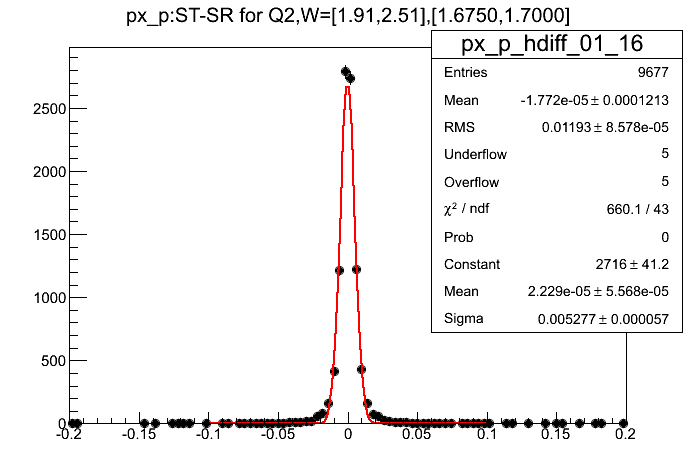 px_p:ST-SR for Q2,W=[1.91,2.51],[1.6750,1.7000]
px_p_hdiff_01_16
Entries 9677
Mean -1.772e-05 ± 0.0001213
RMS 0.01193 ± 8.578e-05
Underflow 5
Overflow 5
χ² / ndf 660.1 / 43
Prob 0
Constant 2716 ± 41.2
Mean 2.229e-05 ± 5.568e-05
Sigma 0.005277 ± 0.000057
2500
2000
1500
1000
500
0
-0.2 -0.15 -0.1 -0.05 0 0.05 0.1 0.15 0.2